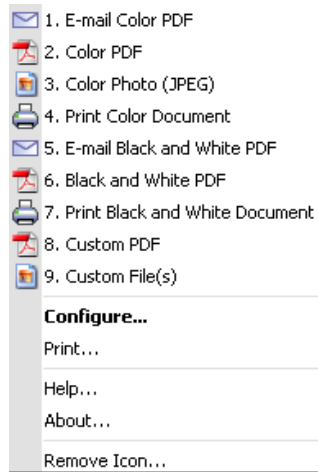 1. E-mail Color PDF
2. Color PDF
3. Color Photo (JPEG)
4. Print Color Document
5. E-mail Black and White PDF
6. Black and White PDF
7. Print Black and White Document
8. Custom PDF
9. Custom File(s)
Configure...
Print...
Help...
About...
Remove Icon...